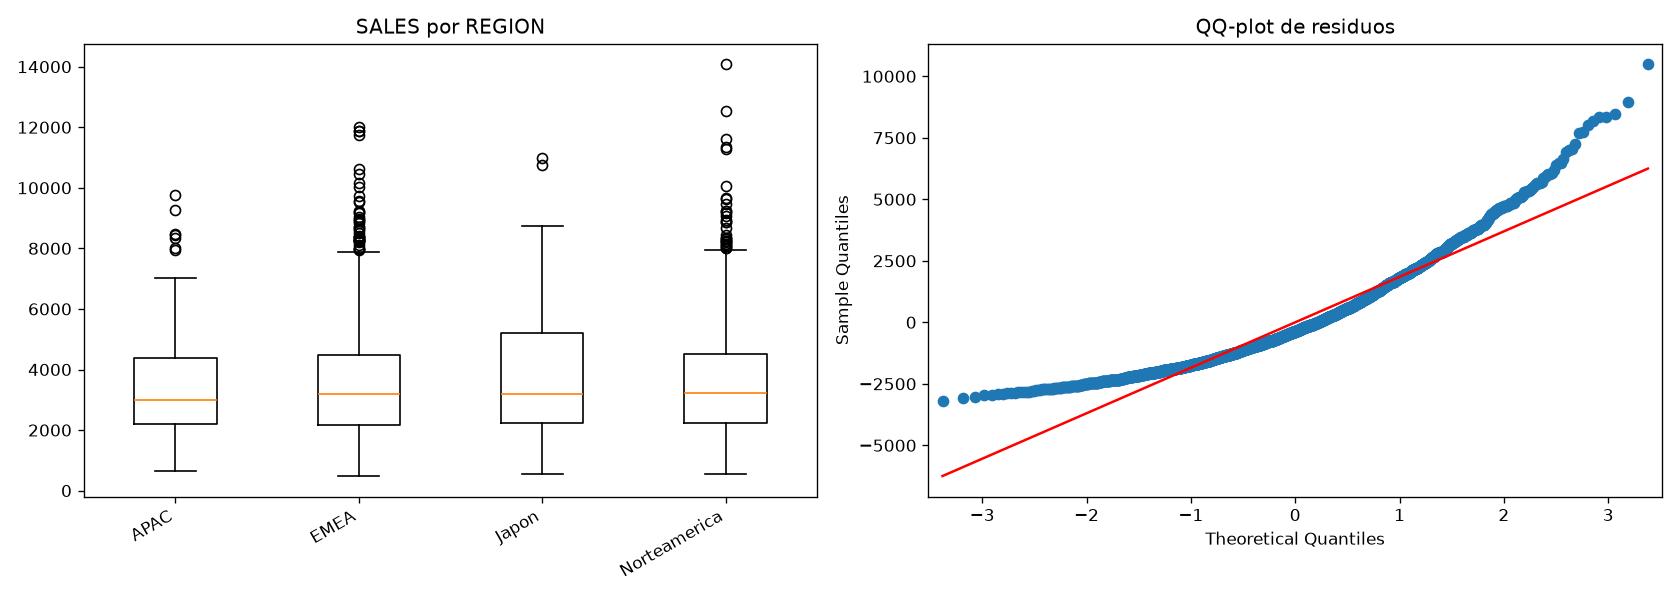 SALES por REGION
14000
12000
10000
8000
6000
4000
2000
0
APAC
EMEA
Japon
Norteamerica
QQ-plot de residuos
Sample Quantiles
10000
7500
5000
2500
0
−2500
−5000
−3
−2
−1
0
1
2
3
Theoretical Quantiles